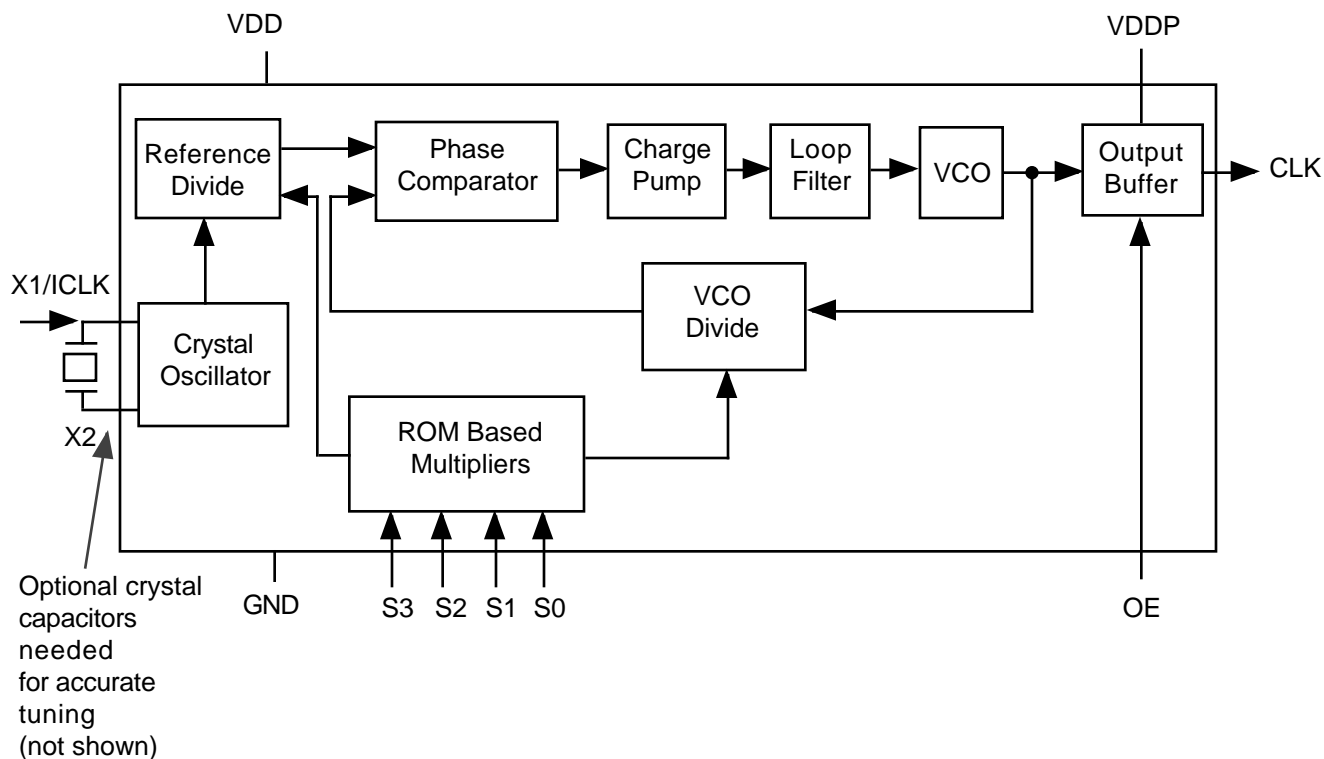 VDD
VDDP
Reference
Divide
Phase
Comparator
Charge
Pump
Loop
Filter
VCO
Output
Buffer
CLK
X1/ICLK
Crystal
Oscillator
X2
VCO
Divide
ROM Based
Multipliers
Optional crystal
capacitors
needed
for accurate
tuning
(not shown)
GND
S3
S2
S1
S0
OE